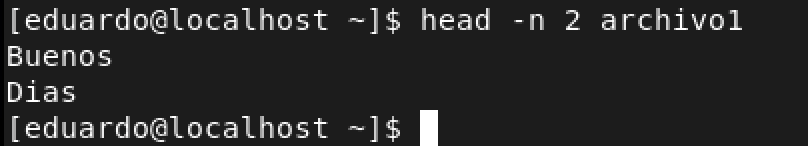 [eduardo@localhost ~]$ head -n 2 archivo1
Buenos
Dias
[eduardo@localhost ~]$